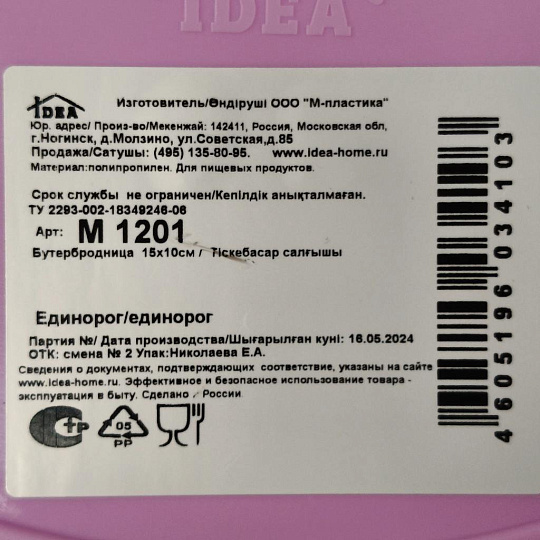 IDEA
IDEA
Изготовитель/Өндіруші ООО "М-пластика"
Юр. адрес/ Произ-во/Мекенжай: 142411, Россия, Московская обл,
г.Ногинск, д.Молзино, ул.Советская,д.85
Продажа/Сатушы: (495) 135-80-95. www.idea-home.ru
Материал:полипропилен. Для пищевых продуктов.
Срок службы не ограничен/Кепілдік анықталмаған.
ТУ 2293-002-18349246-06
Арт: М 1201
Бутербродница 15х10см / Тіскебасар салғышы
Единорог/единорог
Партия №/ Дата производства/Шығарылған күні: 16.05.2024
ОТК: смена № 2 Упак:Николаева Е.А.
Сведения о документах, подтверждающих соответствие, указаны на сайте
www.idea-home.ru. Эффективное и безопасное использование товара -
эксплуатация в быту. Сделано в России
05
PP
4605196034103